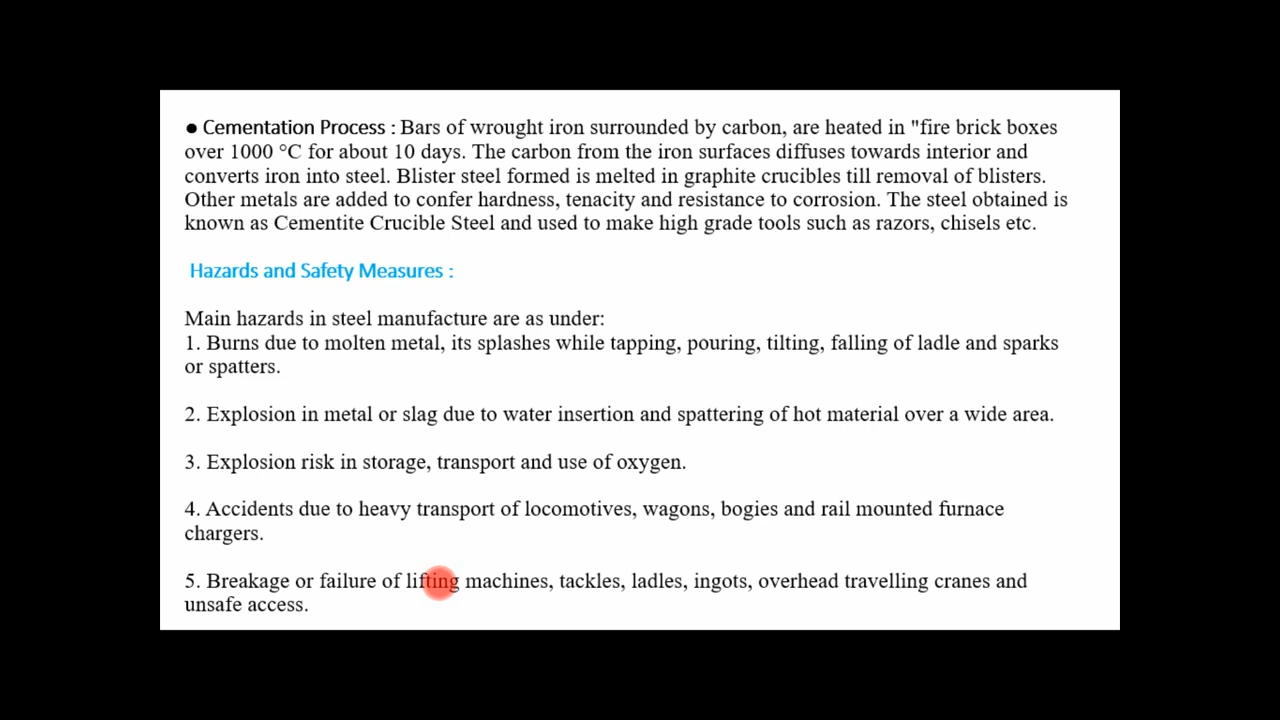 ● Cementation Process : Bars of wrought iron surrounded by carbon, are heated in "fire brick boxes
over 1000 °C for about 10 days. The carbon from the iron surfaces diffuses towards interior and
converts iron into steel. Blister steel formed is melted in graphite crucibles till removal of blisters.
Other metals are added to confer hardness, tenacity and resistance to corrosion. The steel obtained is
known as Cementite Crucible Steel and used to make high grade tools such as razors, chisels etc.
Hazards and Safety Measures :
Main hazards in steel manufacture are as under:
1. Burns due to molten metal, its splashes while tapping, pouring, tilting, falling of ladle and sparks
or spatters.
2. Explosion in metal or slag due to water insertion and spattering of hot material over a wide area.
3. Explosion risk in storage, transport and use of oxygen.
4. Accidents due to heavy transport of locomotives, wagons, bogies and rail mounted furnace
chargers.
5. Breakage or failure of lifting machines, tackles, ladles, ingots, overhead travelling cranes and
unsafe access.